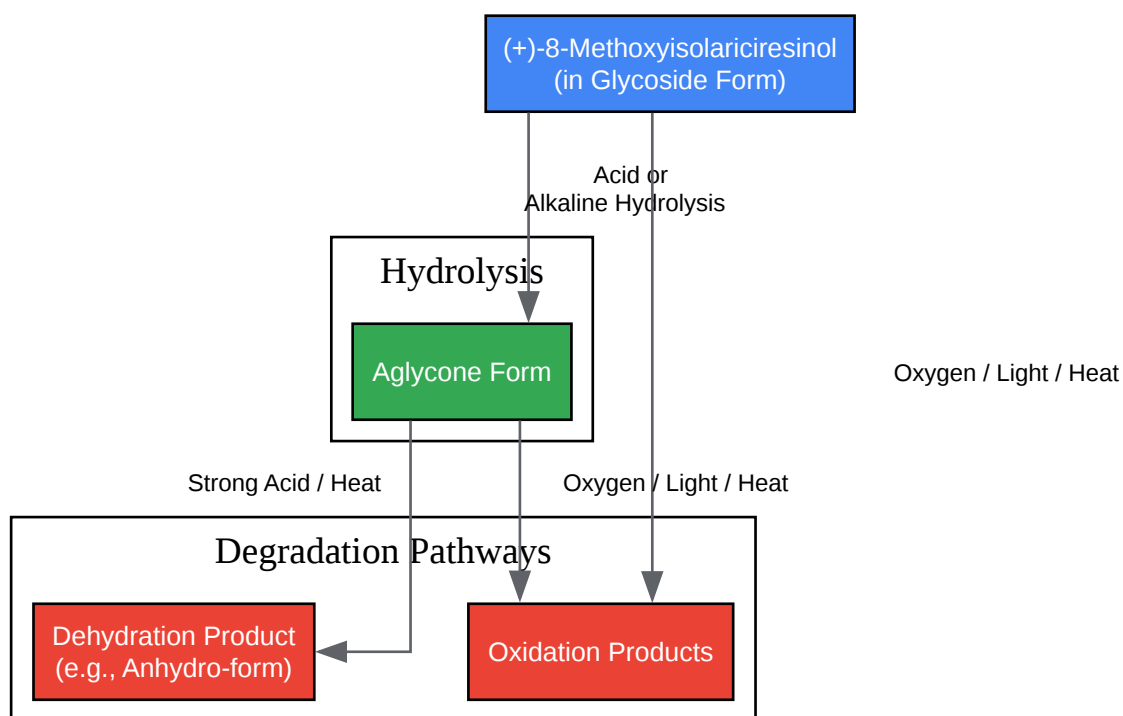 (+)-8-Methoxyisolariciresinol
(in Glycoside Form)
Acid or
Alkaline Hydrolysis
Hydrolysis
Aglycone Form
Oxygen / Light / Heat
Strong Acid / Heat
Oxygen / Light / Heat
Degradation Pathways
Dehydration Product
(e.g., Anhydro-form)
Oxidation Products